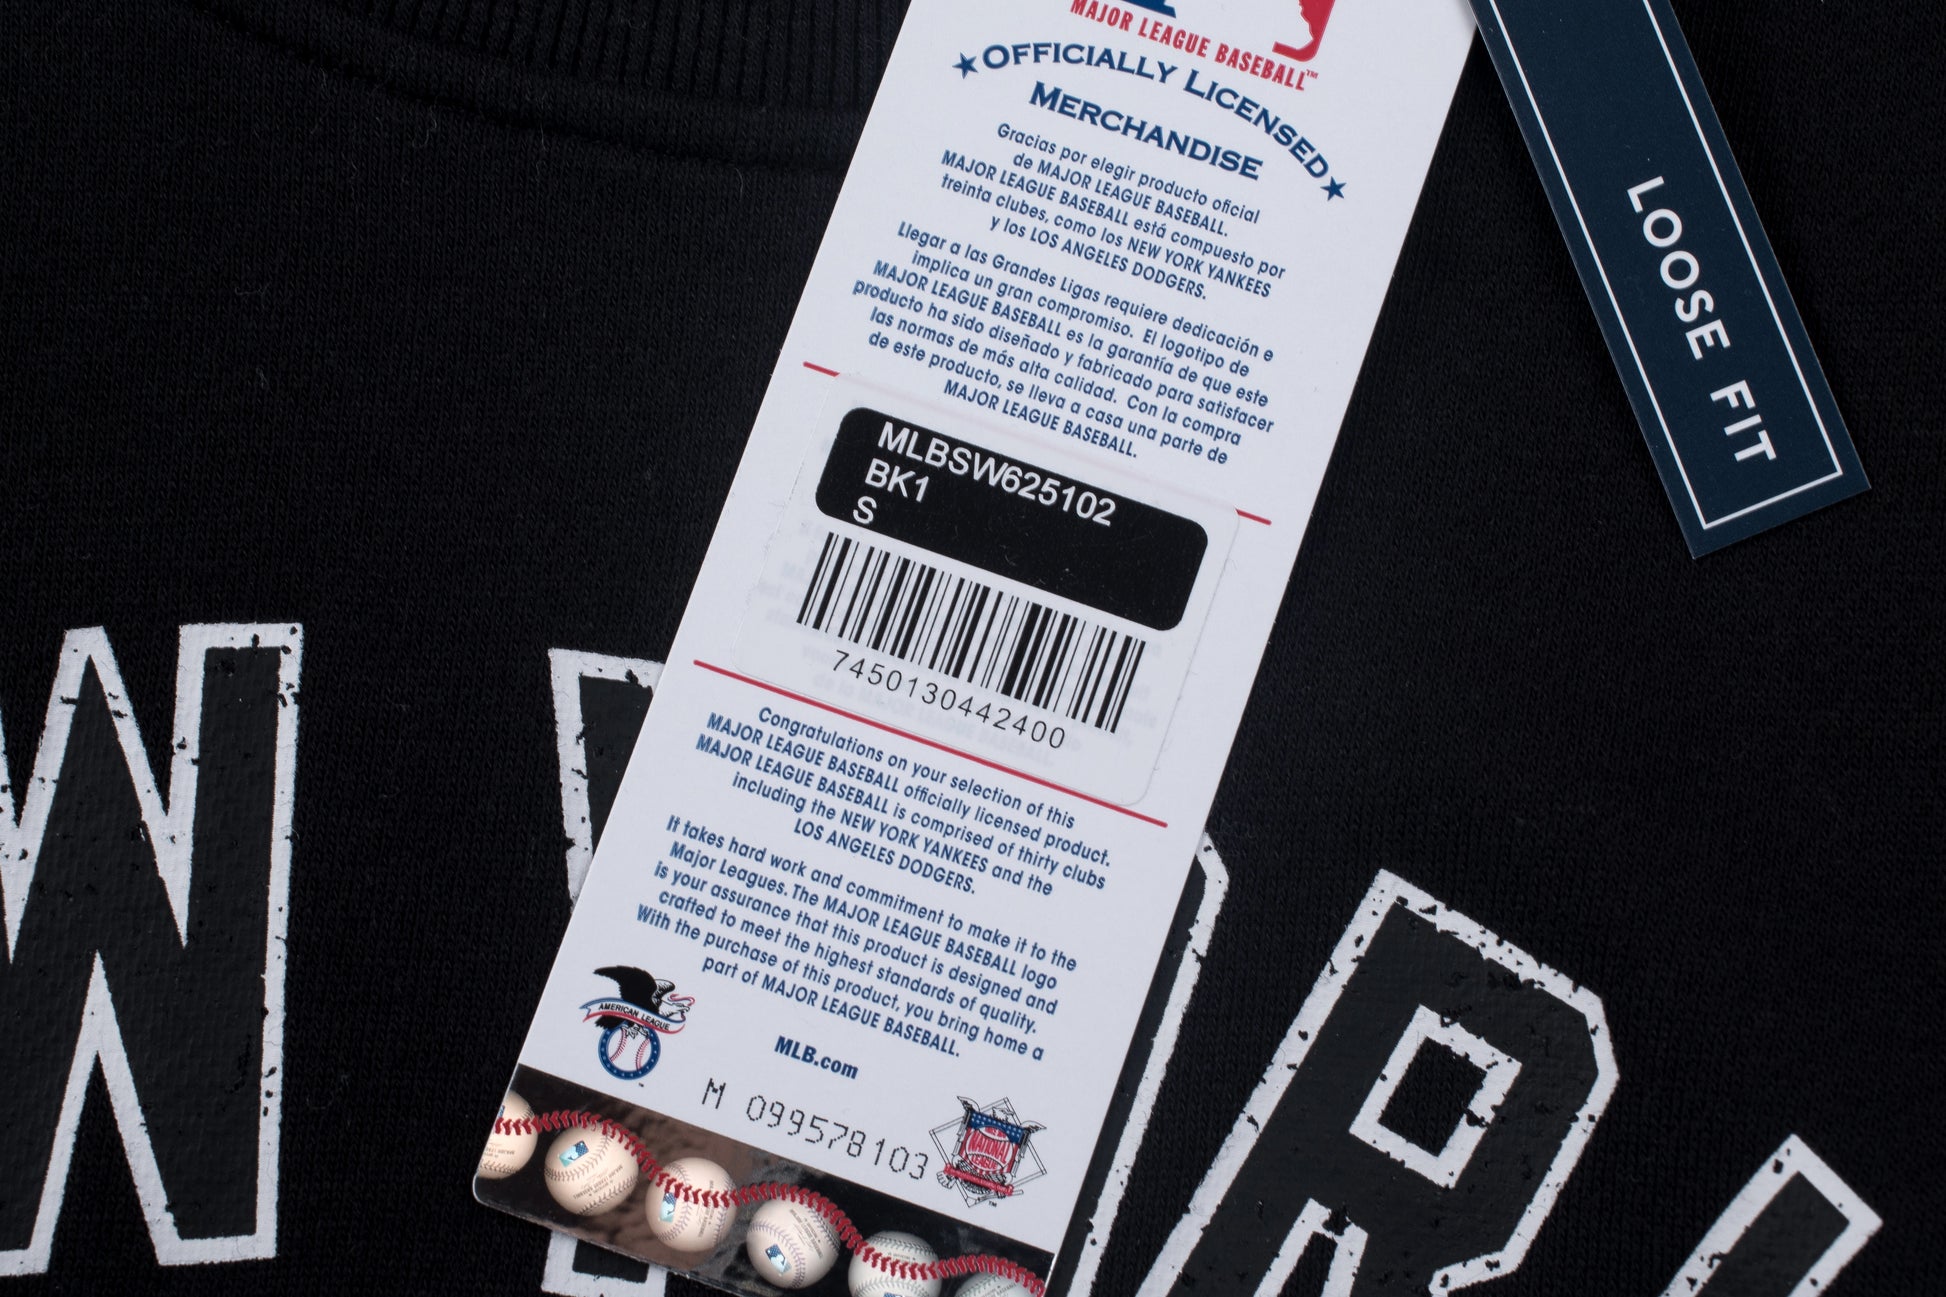 MAJOR LEAGUE BASEBALL™
OFFICIALLY LICENSED
MERCHANDISE
Gracias por elegir producto oficial
de MAJOR LEAGUE BASEBALL.
MAJOR LEAGUE BASEBALL está compuesto por
treinta clubes, como los NEW YORK YANKEES
y los LOS ANGELES DODGERS.
Llegar a las Grandes Ligas requiere dedicación e
implica un gran compromiso. El logotipo de
MAJOR LEAGUE BASEBALL es la garantía de que este
producto ha sido diseñado y fabricado para satisfacer
las normas de más alta calidad. Con la compra
de este producto, se lleva a casa una parte de
MAJOR LEAGUE BASEBALL.
MLBSW625102
BK1
S
7450130442400
Congratulations on your selection of this
MAJOR LEAGUE BASEBALL officially licensed product.
MAJOR LEAGUE BASEBALL is comprised of thirty clubs
including the NEW YORK YANKEES and the
LOS ANGELES DODGERS.
It takes hard work and commitment to make it to the
Major Leagues. The MAJOR LEAGUE BASEBALL logo
is your assurance that this product is designed and
crafted to meet the highest standards of quality.
With the purchase of this product, you bring home a
part of MAJOR LEAGUE BASEBALL.
AMERICAN LEAGUE
MLB.com
M 099578103
NATIONAL
LEAGUE
LOOSE FIT
W
R